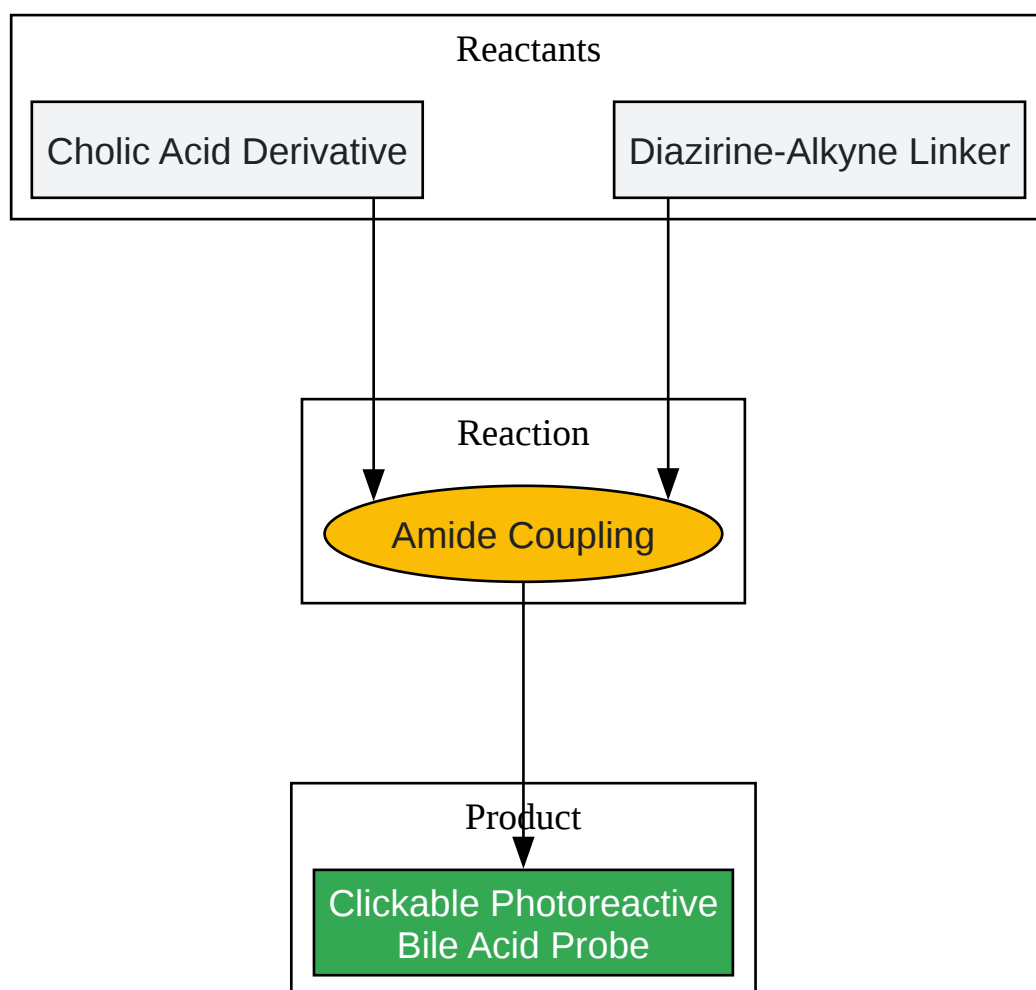 Reactants
Cholic Acid Derivative
Diazirine-Alkyne Linker
Reaction
Amide Coupling
Product
Clickable Photoreactive
Bile Acid Probe